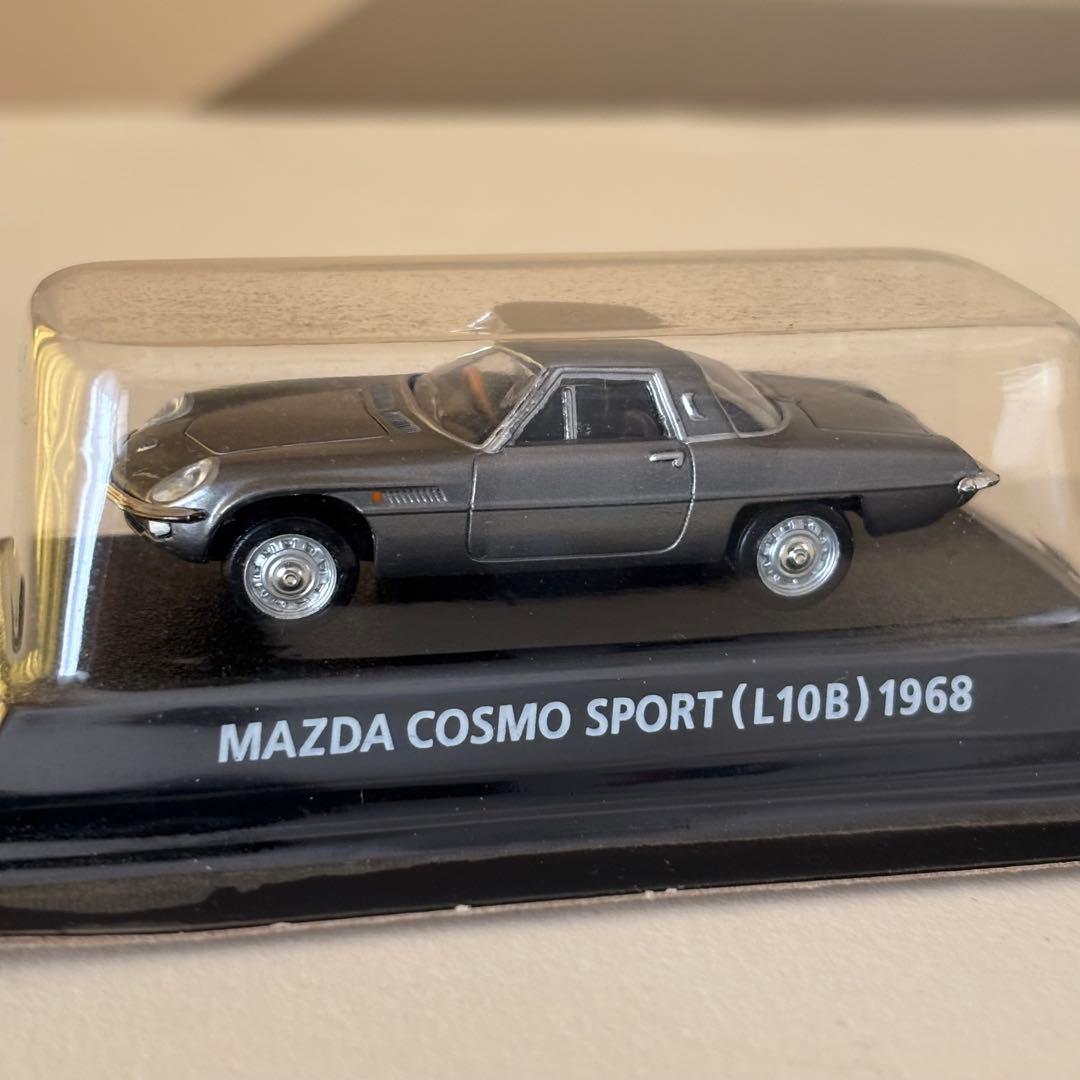 MAZDA COSMO SPORT (L10B) 1968